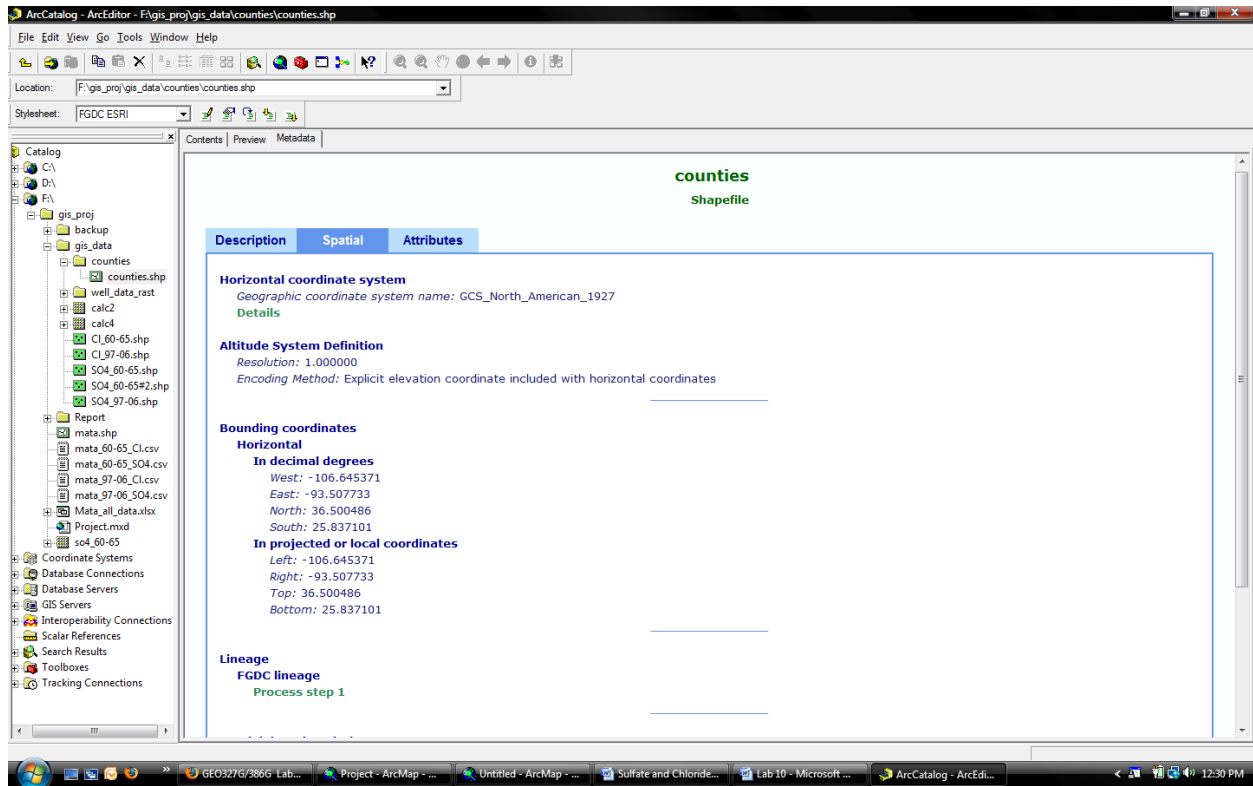 ArcCatalog - ArcEditor - F:\gis_proj\gis_data\counties\counties.shp
File Edit View Go Tools Window Help
Location: F:\gis_proj\gis_data\counties\counties.shp
Stylesheet: FGDC ESRI
Contents Preview Metadata
Catalog
C:\
D:\
F:\
gis_proj
backup
gis_data
counties
counties.shp
well_data_rast
calc2
calc4
Cl_60-65.shp
Cl_97-06.shp
SO4_60-65.shp
SO4_60-65#2.shp
SO4_97-06.shp
Report
mata.shp
mata_60-65_Cl.csv
mata_60-65_SO4.csv
mata_97-06_Cl.csv
mata_97-06_SO4.csv
Mata_all_data.xlsx
Project.mxd
so4_60-65
Coordinate Systems
Database Connections
Database Servers
GIS Servers
Interoperability Connections
Scalar References
Search Results
Toolboxes
Tracking Connections
counties
Shapefile
Description Spatial Attributes
Horizontal coordinate system
Geographic coordinate system name: GCS_North_American_1927
Details
Altitude System Definition
Resolution: 1.000000
Encoding Method: Explicit elevation coordinate included with horizontal coordinates
Bounding coordinates
Horizontal
In decimal degrees
West: -106.645371
East: -93.507733
North: 36.500486
South: 25.837101
In projected or local coordinates
Left: -106.645371
Right: -93.507733
Top: 36.500486
Bottom: 25.837101
Lineage
FGDC lineage
Process step 1
GEO327G/386G Lab... Project - ArcMap - ... Untitled - ArcMap - ... Sulfate and Chloride... Lab 10 - Microsoft ... ArcCatalog - ArcEdi... 12:30 PM